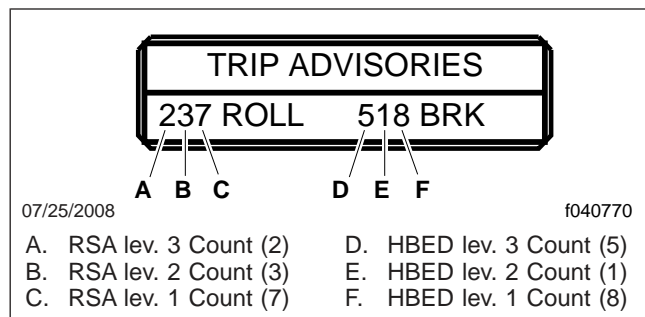 TRIP ADVISORIES
237 ROLL 518 BRK
A B C D E F
07/25/2008 f040770
A. RSA lev. 3 Count (2)
B. RSA lev. 2 Count (3)
C. RSA lev. 1 Count (7)
D. HBED lev. 3 Count (5)
E. HBED lev. 2 Count (1)
F. HBED lev. 1 Count (8)